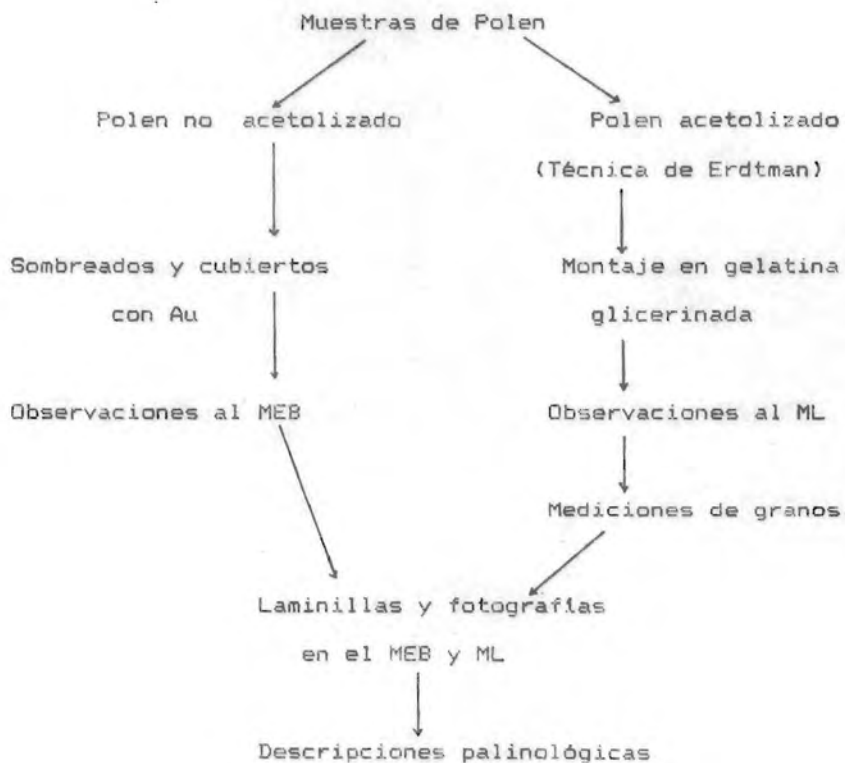 Muestras de Polen
Polen no acetolizado
Polen acetolizado
(Técnica de Erdtman)
Sombreados y cubiertos
con Au
Montaje en gelatina
glicerinada
Observaciones al MEB
Observaciones al ML
Mediciones de granos
Laminillas y fotografías
en el MEB y ML
Descripciones palinológicas